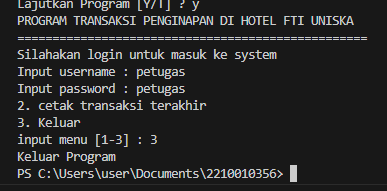 Lajutkan Program [Y/T] ? y
PROGRAM TRANSAKSI PENGINAPAN DI HOTEL FTI UNISKA
==================================================
Silahakan login untuk masuk ke system
Input username : petugas
Input password : petugas
2. cetak transaksi terakhir
3. Keluar
input menu [1-3] : 3
Keluar Program
PS C:\Users\user\Documents\2210010356>